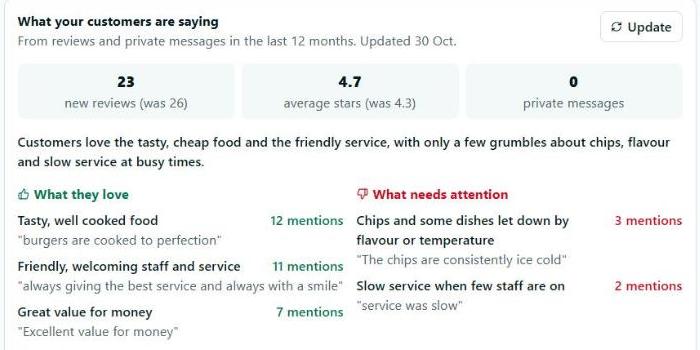 What your customers are saying
Update
From reviews and private messages in the last 12 months. Updated 30 Oct.
23
new reviews (was 26)
4.7
average stars (was 4.3)
0
private messages
Customers love the tasty, cheap food and the friendly service, with only a few grumbles about chips, flavour
and slow service at busy times.
What they love
Tasty, well cooked food 12 mentions
"burgers are cooked to perfection"
Friendly, welcoming staff and service 11 mentions
"always giving the best service and always with a smile"
Great value for money 7 mentions
"Excellent value for money"
What needs attention
Chips and some dishes let down by 3 mentions
flavour or temperature
"The chips are consistently ice cold"
Slow service when few staff are on 2 mentions
"service was slow"